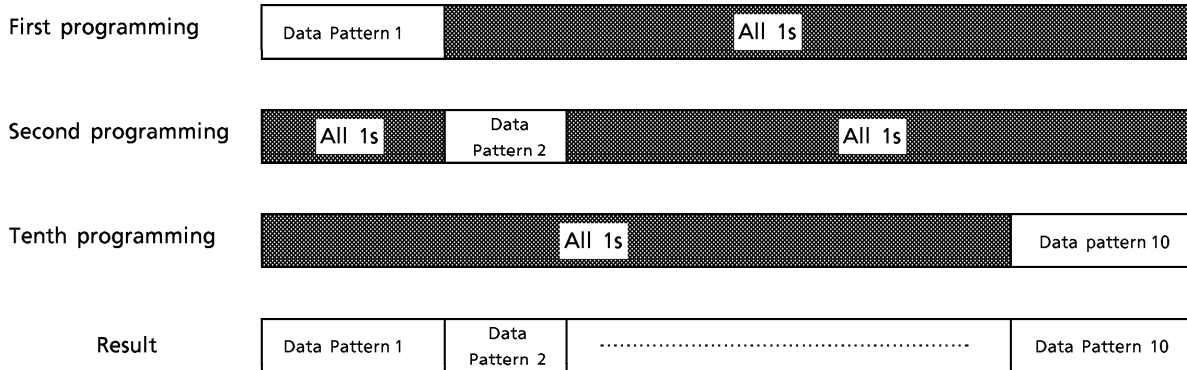 First programming
Data Pattern 1
All 1s
Second programming
All 1s
Data
Pattern 2
All 1s
Tenth programming
All 1s
Data pattern 10
Result
Data Pattern 1
Data
Pattern 2
Data Pattern 10